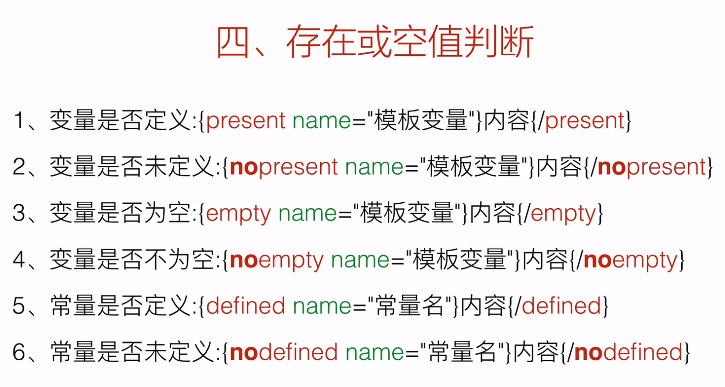 四、存在或空值判断
1、变量是否定义:{present name="模板变量"}内容{/present}
2、变量是否未定义:{nopresent name="模板变量"}内容{/nopresent}
3、变量是否为空:{empty name="模板变量"}内容{/empty}
4、变量是否不为空:{noempty name="模板变量"}内容{/noempty}
5、常量是否定义:{defined name="常量名"}内容{/defined}
6、常量是否未定义:{nodefined name="常量名"}内容{/nodefined}